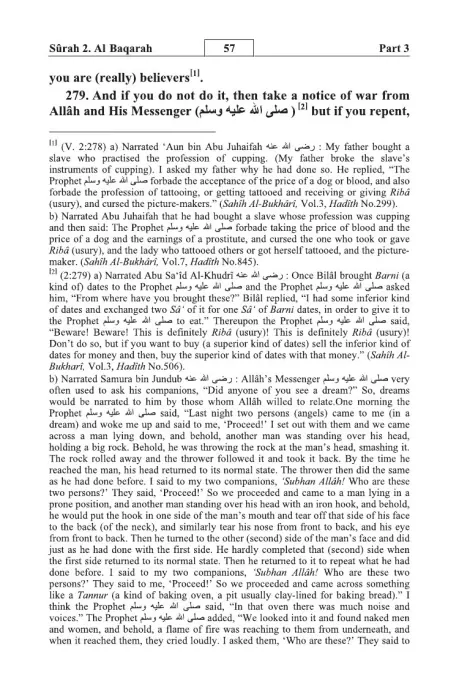 Sûrah 2. Al Baqarah 57 Part 3
you are (really) believers[1].
279. And if you do not do it, then take a notice of war from
Allâh and His Messenger (صلى الله عليه وسلم ) [2] but if you repent,
[1] (V. 2:278) a) Narrated ‘Aun bin Abu Juhaifah رضى الله عنه : My father bought a
slave who practised the profession of cupping. (My father broke the slave’s
instruments of cupping). I asked my father why he had done so. He replied, “The
Prophet صلى الله عليه وسلم forbade the acceptance of the price of a dog or blood, and also
forbade the profession of tattooing, or getting tattooed and receiving or giving Ribâ
(usury), and cursed the picture-makers.” (Sahîh Al-Bukhârî, Vol.3, Hadîth No.299).
b) Narrated Abu Juhaifah that he had bought a slave whose profession was cupping
and then said: The Prophet صلى الله عليه وسلم forbade taking the price of blood and the
price of a dog and the earnings of a prostitute, and cursed the one who took or gave
Ribâ (usury), and the lady who tattooed others or got herself tattooed, and the picture-
maker. (Sahîh Al-Bukhârî, Vol.7, Hadîth No.845).
[2] (2:279) a) Narrated Abu Sa‘îd Al-Khudrî رضى الله عنه : Once Bilâl brought Barni (a
kind of) dates to the Prophet صلى الله عليه وسلم and the Prophet صلى الله عليه وسلم asked
him, “From where have you brought these?” Bilâl replied, “I had some inferior kind
of dates and exchanged two Sâ‘ of it for one Sâ‘ of Barni dates, in order to give it to
the Prophet صلى الله عليه وسلم to eat.” Thereupon the Prophet صلى الله عليه وسلم said,
“Beware! Beware! This is definitely Ribâ (usury)! This is definitely Ribâ (usury)!
Don’t do so, but if you want to buy (a superior kind of dates) sell the inferior kind of
dates for money and then, buy the superior kind of dates with that money.” (Sahîh Al-
Bukharî, Vol.3, Hadîth No.506).
b) Narrated Samura bin Jundub رضى الله عنه : Allâh’s Messenger صلى الله عليه وسلم very
often used to ask his companions, “Did anyone of you see a dream?” So, dreams
would be narrated to him by those whom Allâh willed to relate.One morning the
Prophet صلى الله عليه وسلم said, “Last night two persons (angels) came to me (in a
dream) and woke me up and said to me, ‘Proceed!’ I set out with them and we came
across a man lying down, and behold, another man was standing over his head,
holding a big rock. Behold, he was throwing the rock at the man’s head, smashing it.
The rock rolled away and the thrower followed it and took it back. By the time he
reached the man, his head returned to its normal state. The thrower then did the same
as he had done before. I said to my two companions, ‘Subhan Allâh! Who are these
two persons?’ They said, ‘Proceed!’ So we proceeded and came to a man lying in a
prone position, and another man standing over his head with an iron hook, and behold,
he would put the hook in one side of the man’s mouth and tear off that side of his face
to the back (of the neck), and similarly tear his nose from front to back, and his eye
from front to back. Then he turned to the other (second) side of the man’s face and did
just as he had done with the first side. He hardly completed that (second) side when
the first side returned to its normal state. Then he returned to it to repeat what he had
done before. I said to my two companions, ‘Subhan Allâh! Who are these two
persons?’ They said to me, ‘Proceed!’ So we proceeded and came across something
like a Tannur (a kind of baking oven, a pit usually clay-lined for baking bread).” I
think the Prophet صلى الله عليه وسلم said, “In that oven there was much noise and
voices.” The Prophet صلى الله عليه وسلم added, “We looked into it and found naked men
and women, and behold, a flame of fire was reaching to them from underneath, and
when it reached them, they cried loudly. I asked them, ‘Who are these?’ They said to